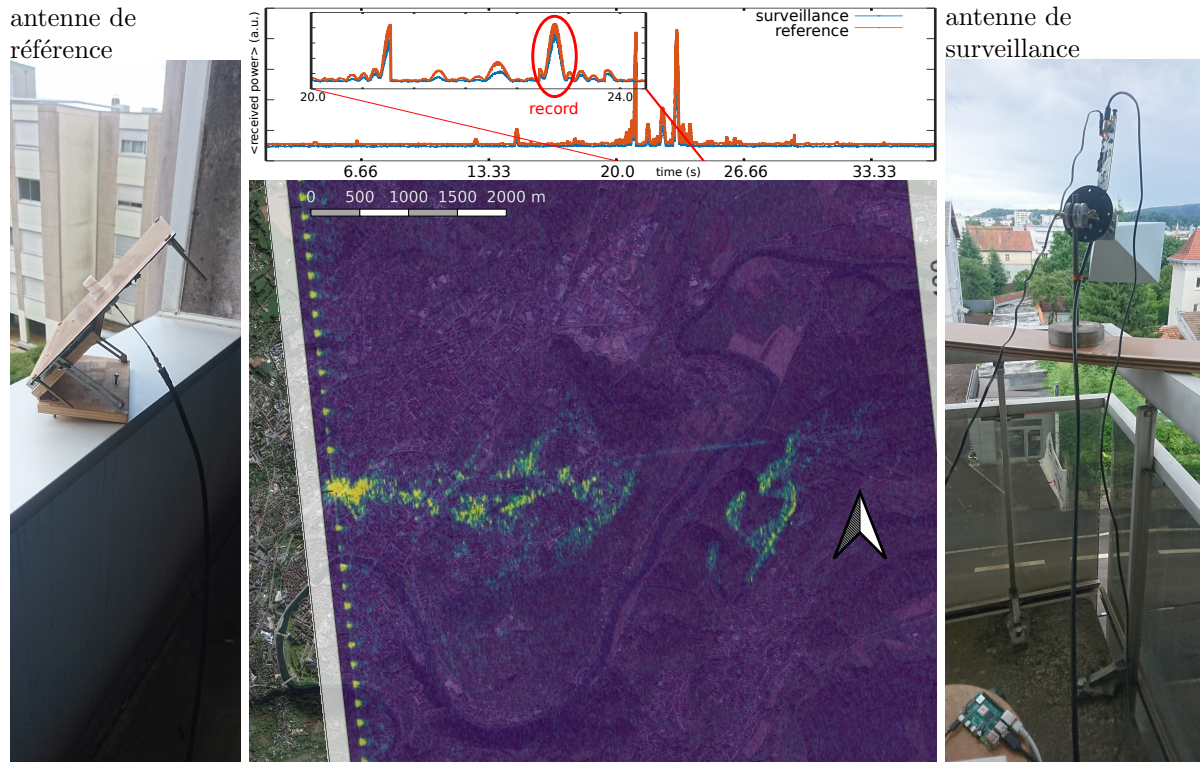 antenne de
référence
<received power> (a.u.)
surveillance
reference
20.0
24.0
record
6.66
13.33
20.0
time (s)
26.66
33.33
0 500 1000 1500 2000 m
antenne de
surveillance